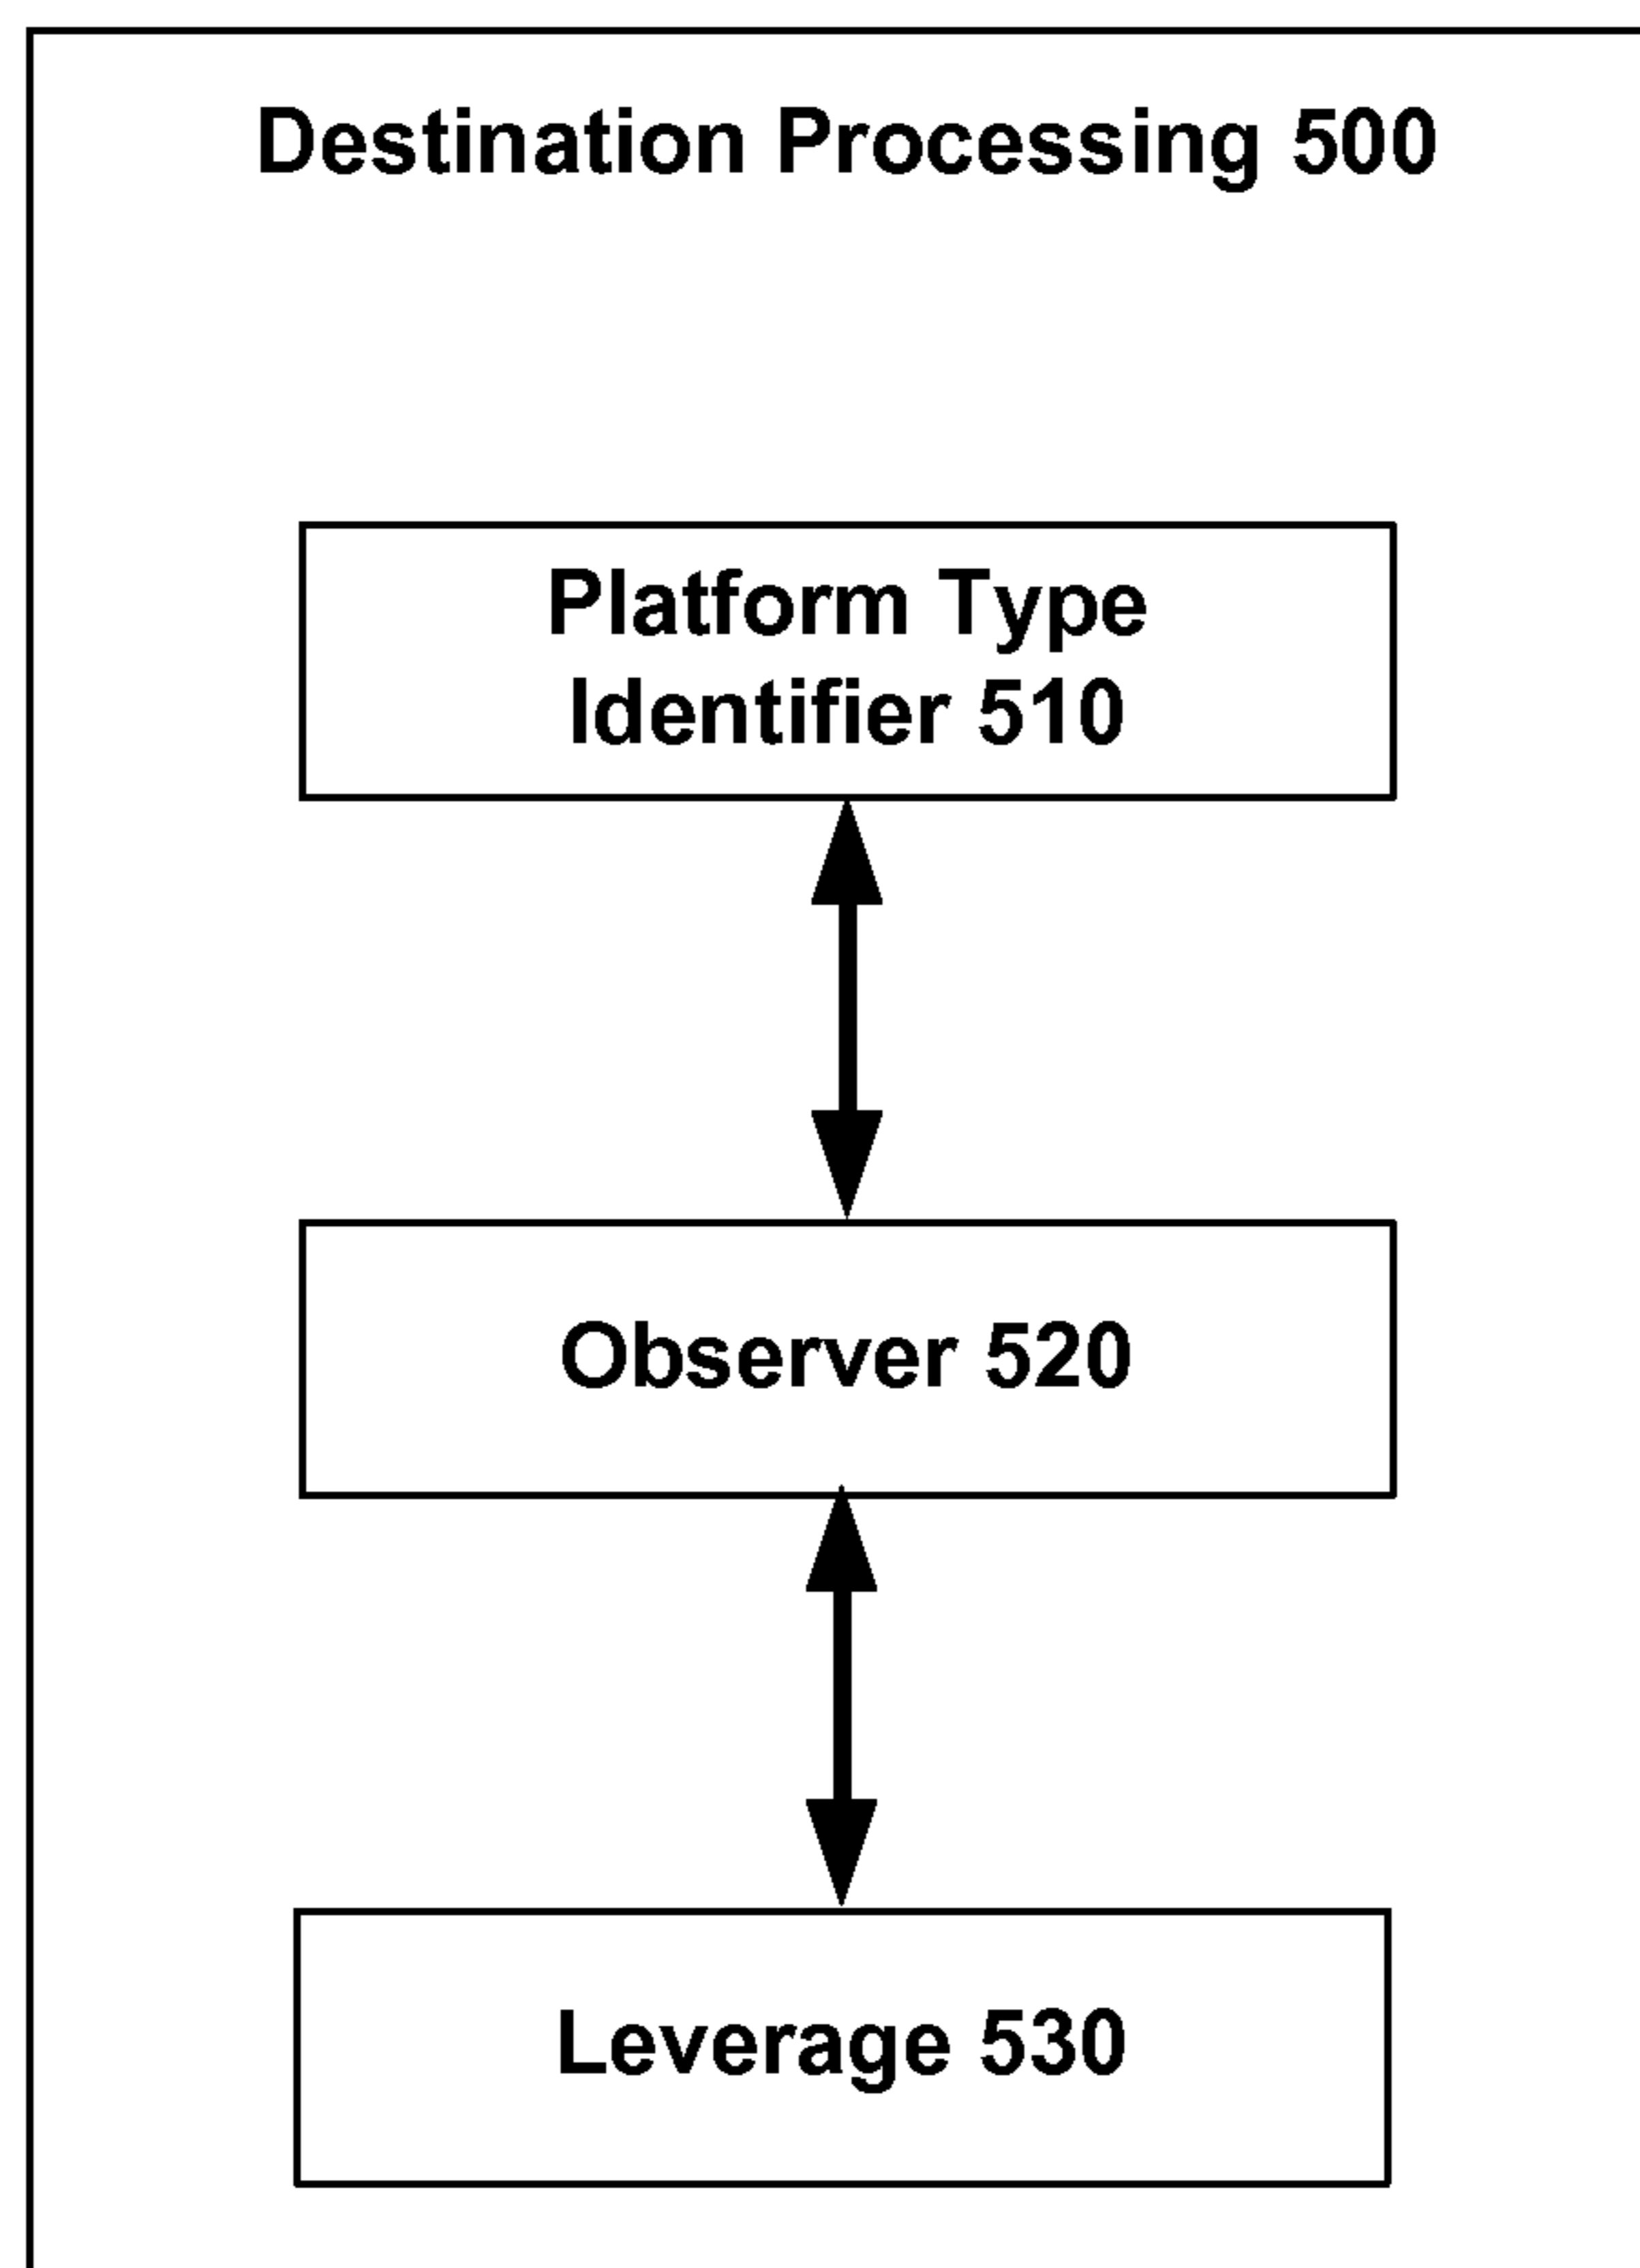 Destination Processing 500
Platform Type
Identifier 510
Observer 520
Leverage 530